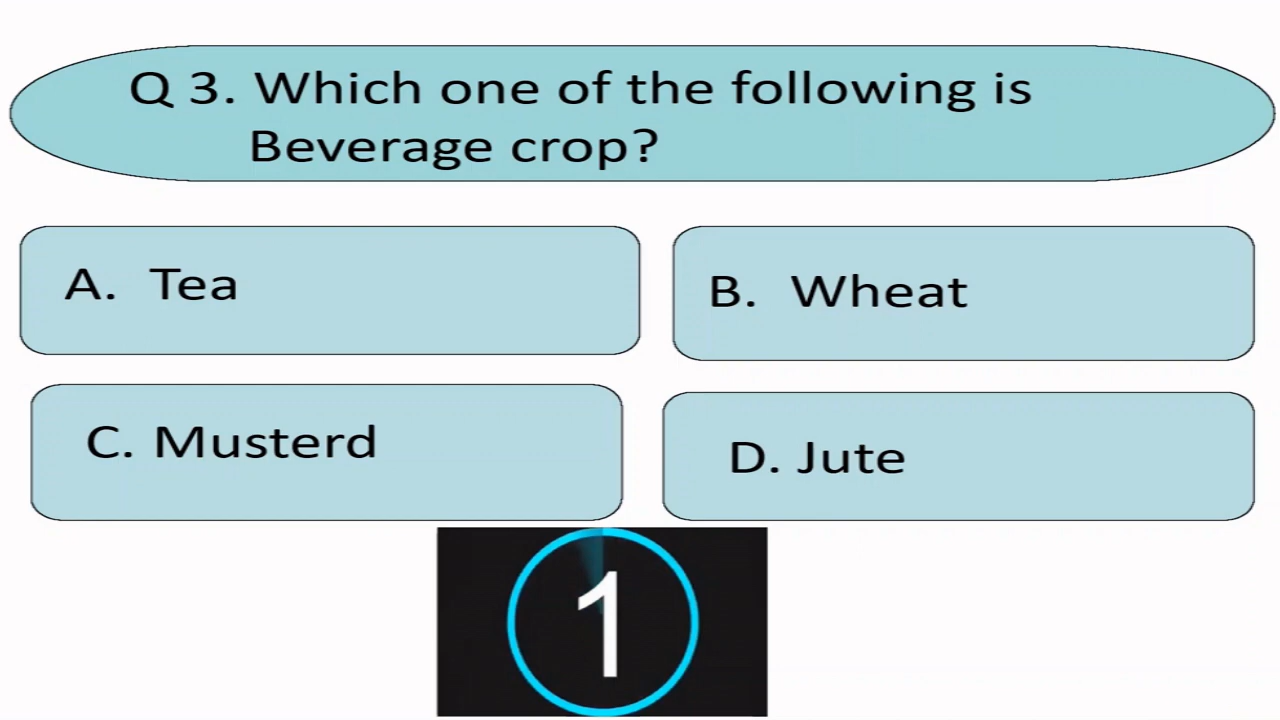 Q 3. Which one of the following is
Beverage crop?
A. Tea
B. Wheat
C. Musterd
D. Jute
1